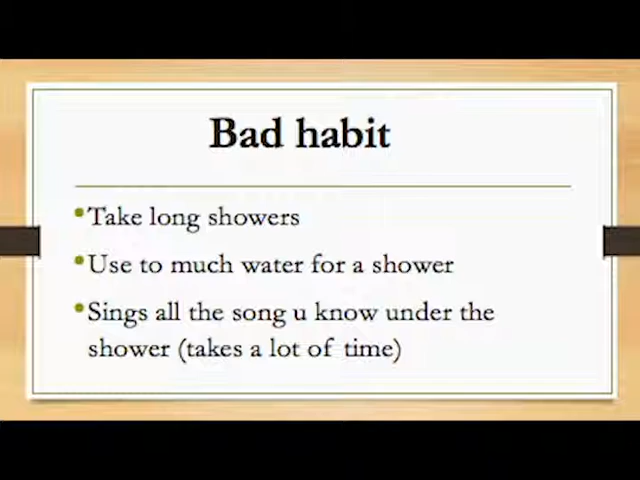 Bad habit
•Take long showers
•Use to much water for a shower
•Sings all the song u know under the
shower (takes a lot of time)